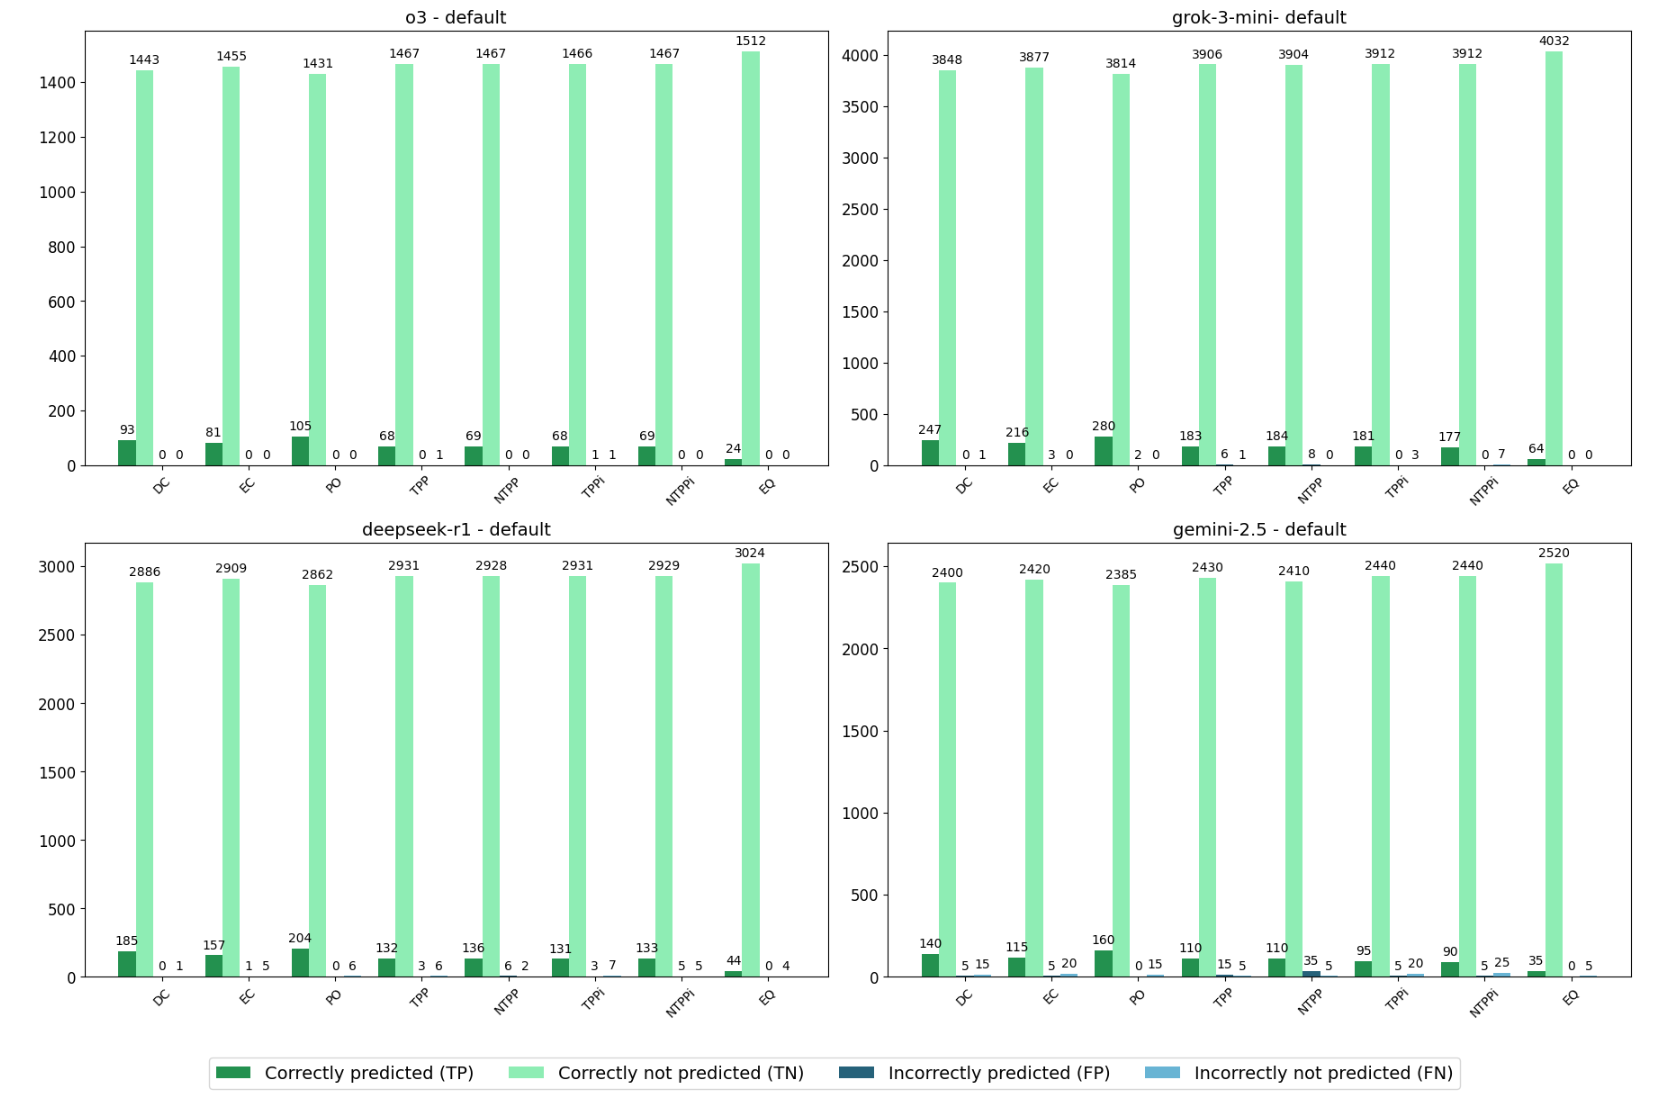 o3 - default
1400
1200
1000
800
600
400
200
0
1443 1455 1431 1467 1467 1466 1467 1512
93 0 0 81 0 0 105 0 0 68 0 1 69 0 0 68 1 1 69 0 0 24 0 0
DC EC PO TPP NTPP TPPi NTPPi EQ
grok-3-mini- default
4000
3500
3000
2500
2000
1500
1000
500
0
3848 3877 3814 3906 3904 3912 3912 4032
247 0 1 216 3 0 280 2 0 183 6 1 184 8 0 181 0 3 177 0 7 64 0 0
DC EC PO TPP NTPP TPPi NTPPi EQ
deepseek-r1 - default
3000
2500
2000
1500
1000
500
0
2886 2909 2862 2931 2928 2931 2929 3024
185 0 1 157 1 5 204 0 6 132 3 6 136 6 2 131 3 7 133 5 5 44 0 4
DC EC PO TPP NTPP TPPi NTPPi EQ
gemini-2.5 - default
2500
2000
1500
1000
500
0
2400 2420 2385 2430 2410 2440 2440 2520
140 5 15 115 5 20 160 0 15 110 15 5 110 35 5 95 5 20 90 5 25 35 0 5
DC EC PO TPP NTPP TPPi NTPPi EQ
Correctly predicted (TP) Correctly not predicted (TN) Incorrectly predicted (FP) Incorrectly not predicted (FN)